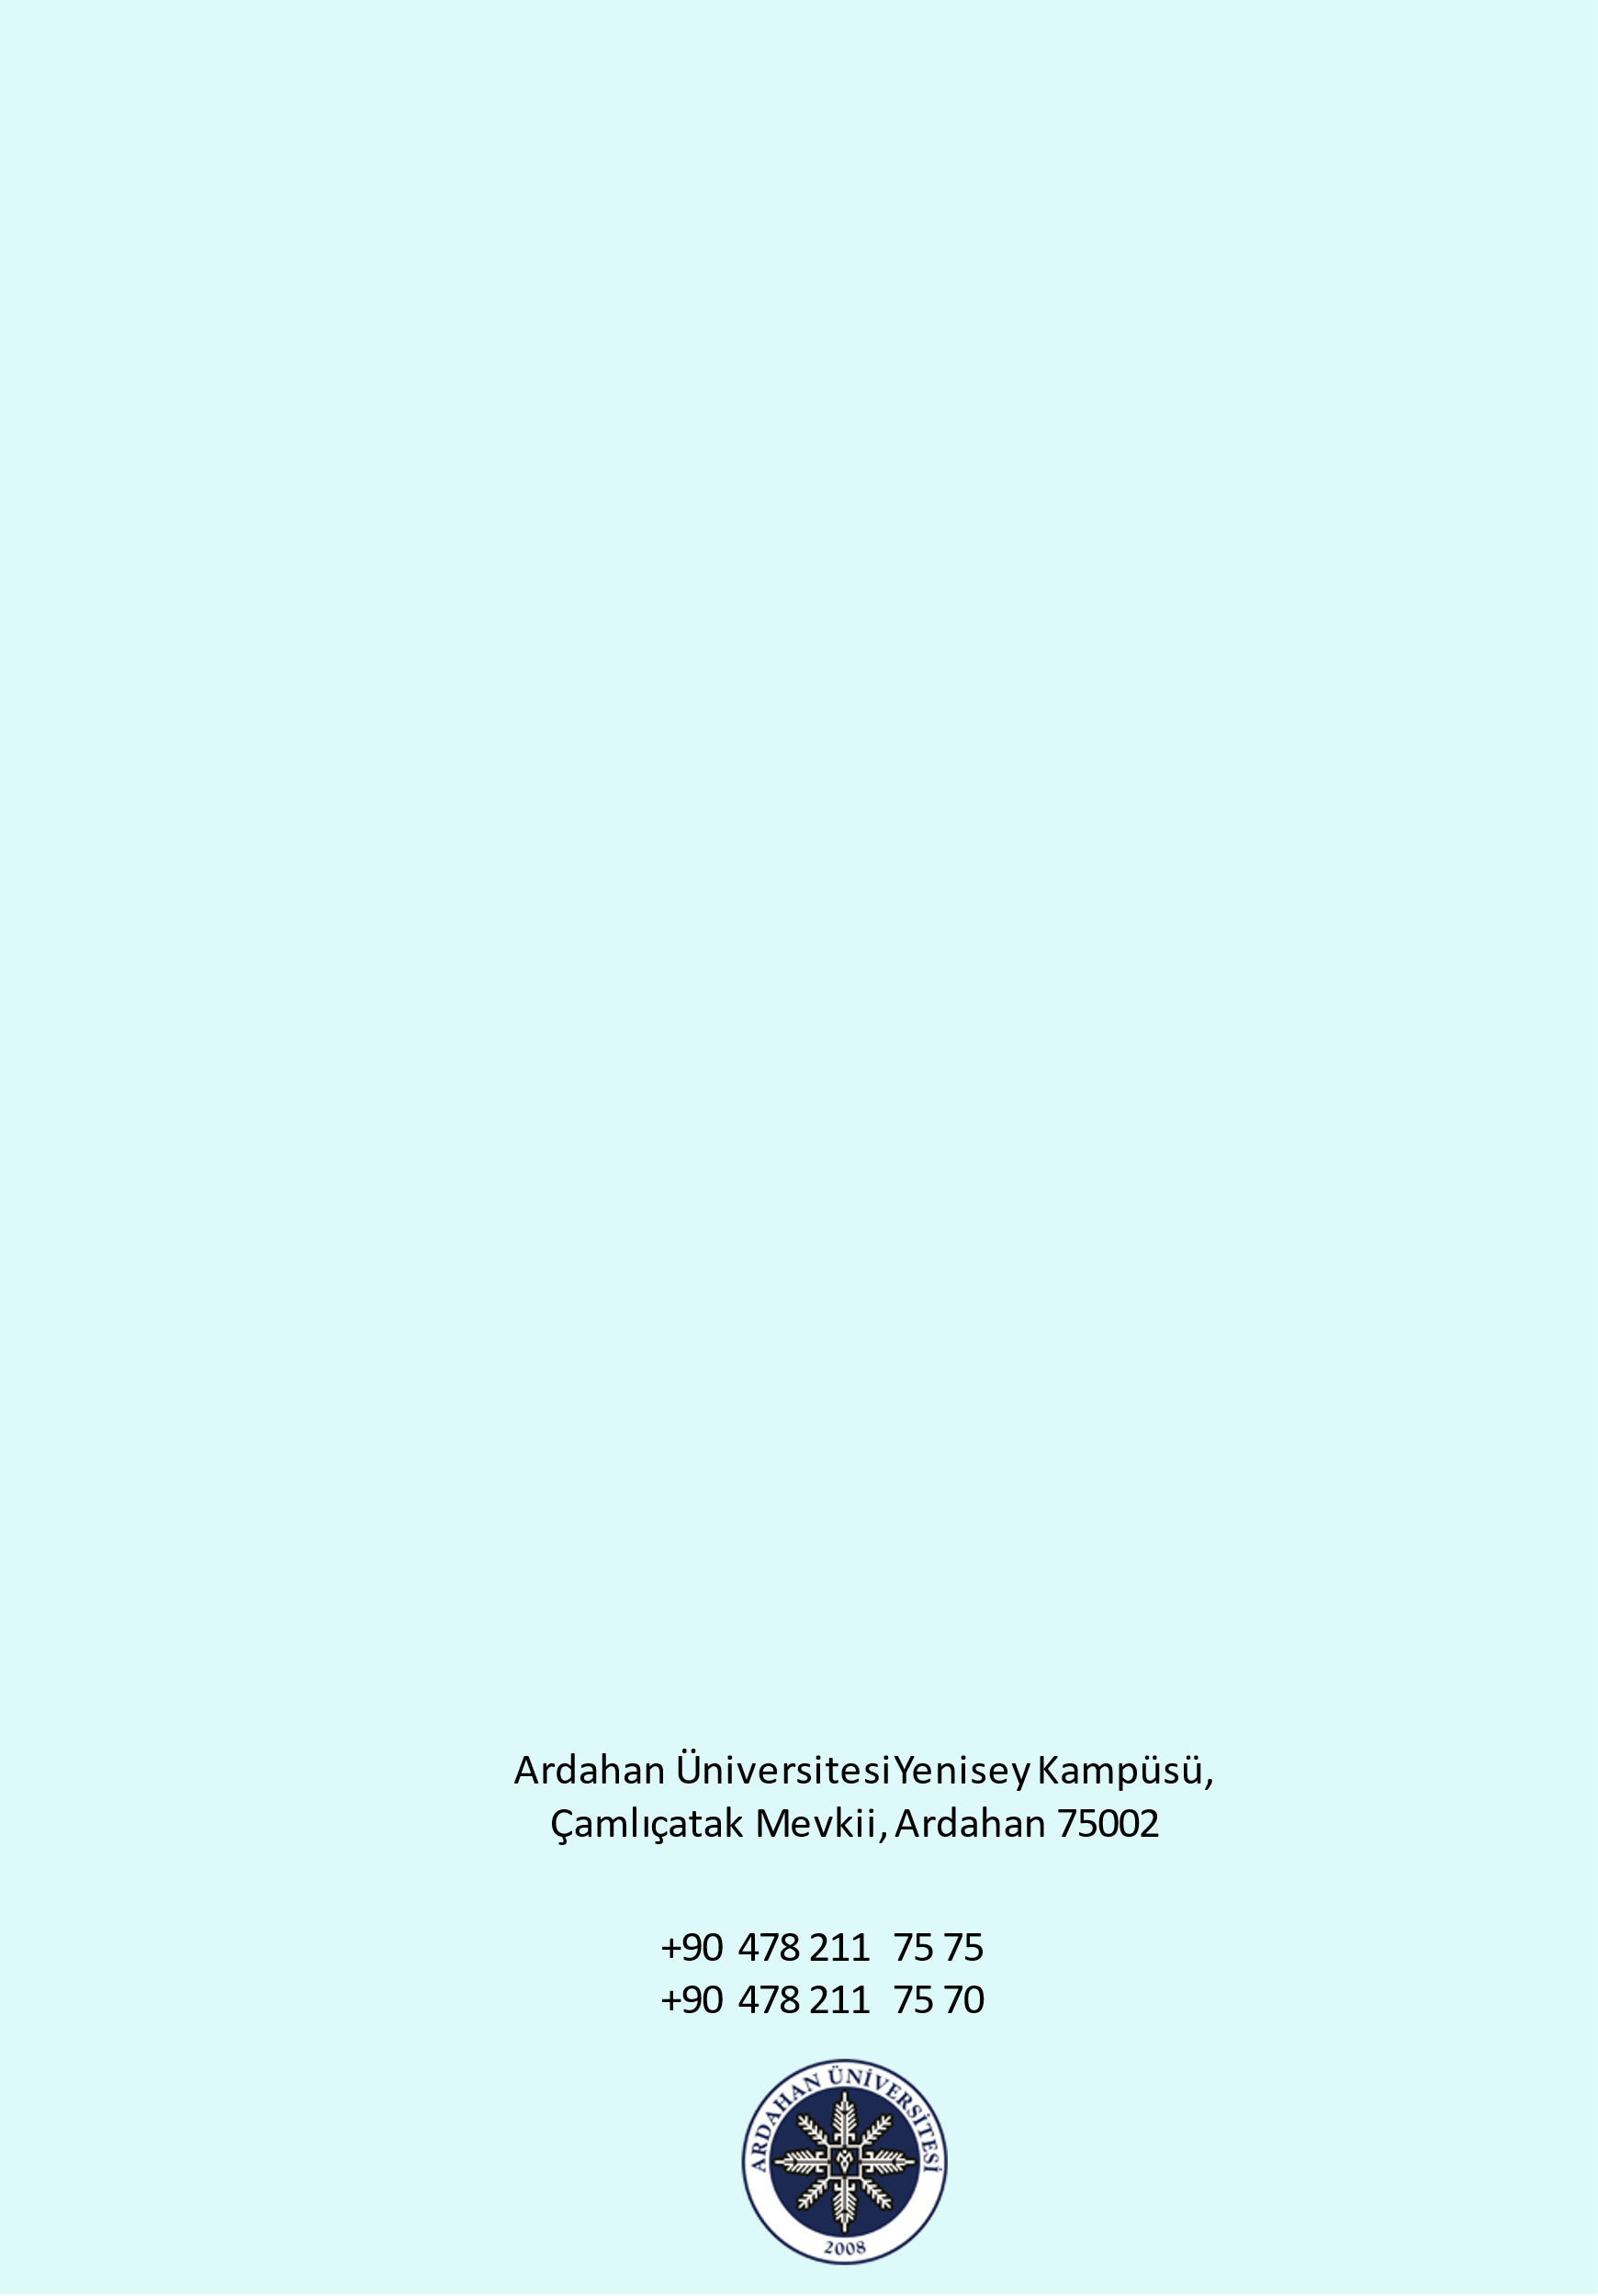 Ardahan Üniversitesi Yenisey Kampüsü,
Çamlıçatak Mevkii, Ardahan 75002
+90 478 211 75 75
+90 478 211 75 70
ARDAHAN ÜNİVERSİTESİ
2008